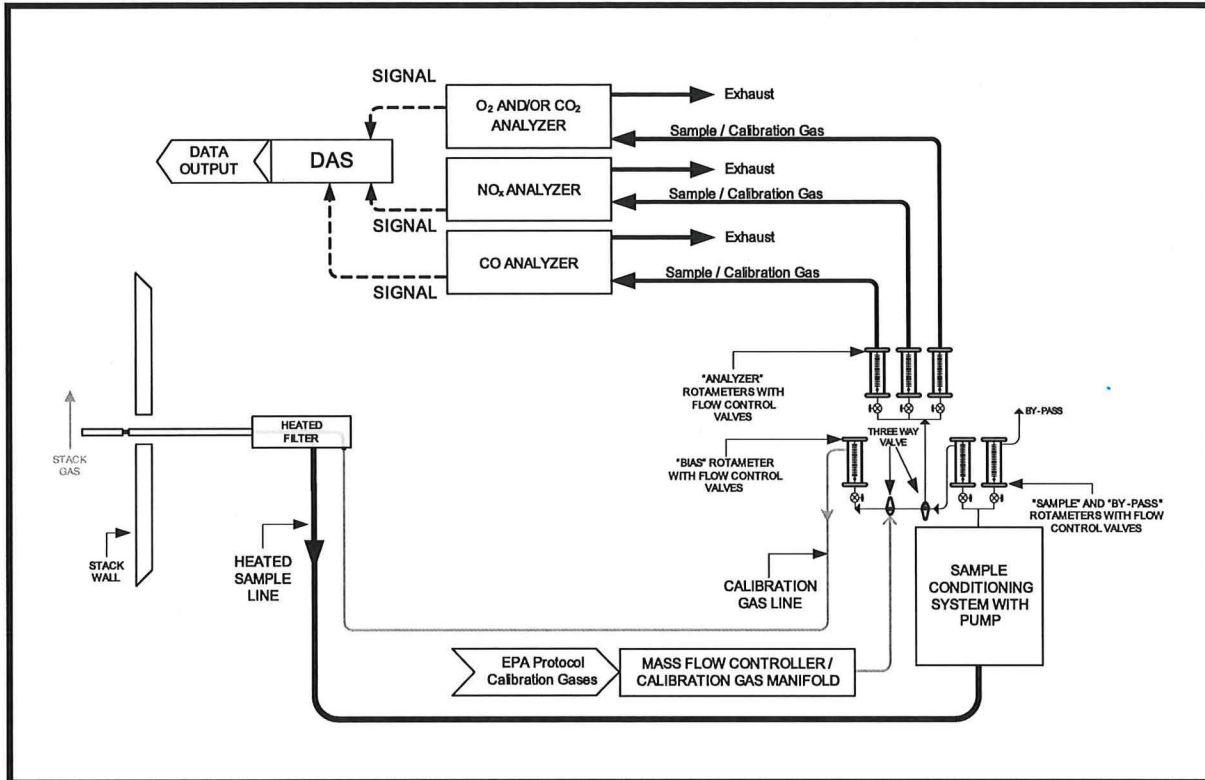 SIGNAL
O₂ AND/OR CO₂
ANALYZER
Exhaust
Sample / Calibration Gas
DATA
OUTPUT
DAS
NOₓ ANALYZER
Exhaust
Sample / Calibration Gas
SIGNAL
CO ANALYZER
Exhaust
Sample / Calibration Gas
SIGNAL
"ANALYZER"
ROTAMETERS WITH
FLOW CONTROL
VALVES
BY-PASS
THREE WAY
VALVE
HEATED
FILTER
STACK
GAS
"BIAS" ROTAMETER
WITH FLOW CONTROL
VALVES
"SAMPLE" AND "BY-PASS"
ROTAMETERS WITH FLOW
CONTROL VALVES
STACK
WALL
HEATED
SAMPLE
LINE
CALIBRATION
GAS LINE
SAMPLE
CONDITIONING
SYSTEM WITH
PUMP
EPA Protocol
Calibration Gases
MASS FLOW CONTROLLER /
CALIBRATION GAS MANIFOLD